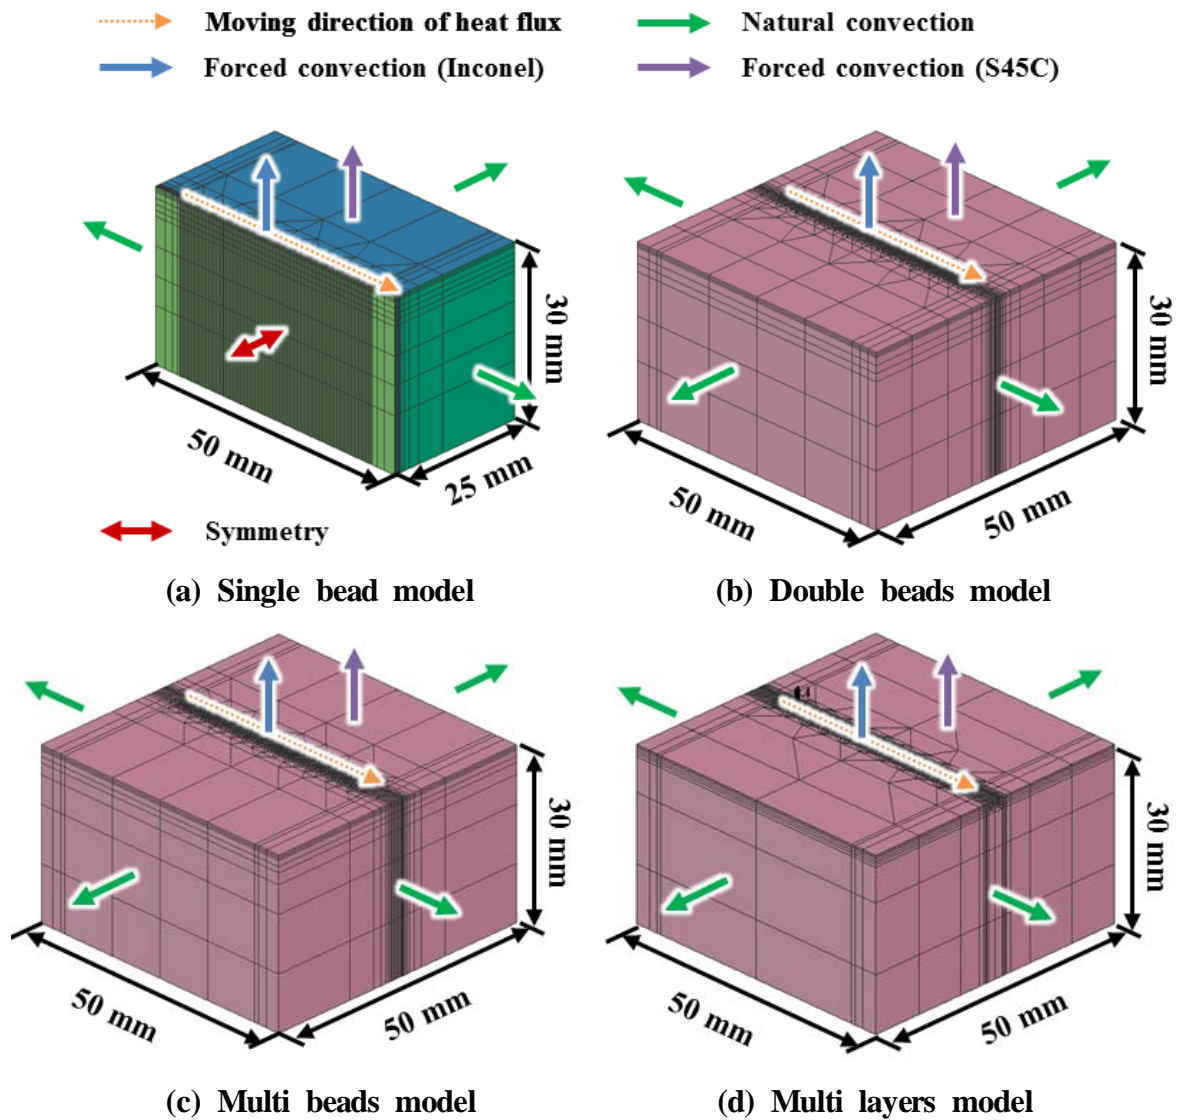 Moving direction of heat flux
Natural convection
Forced convection (Inconel)
Forced convection (S45C)
30 mm
50 mm
25 mm
Symmetry
(a) Single bead model
30 mm
50 mm
50 mm
(b) Double beads model
30 mm
50 mm
50 mm
(c) Multi beads model
30 mm
50 mm
50 mm
(d) Multi layers model